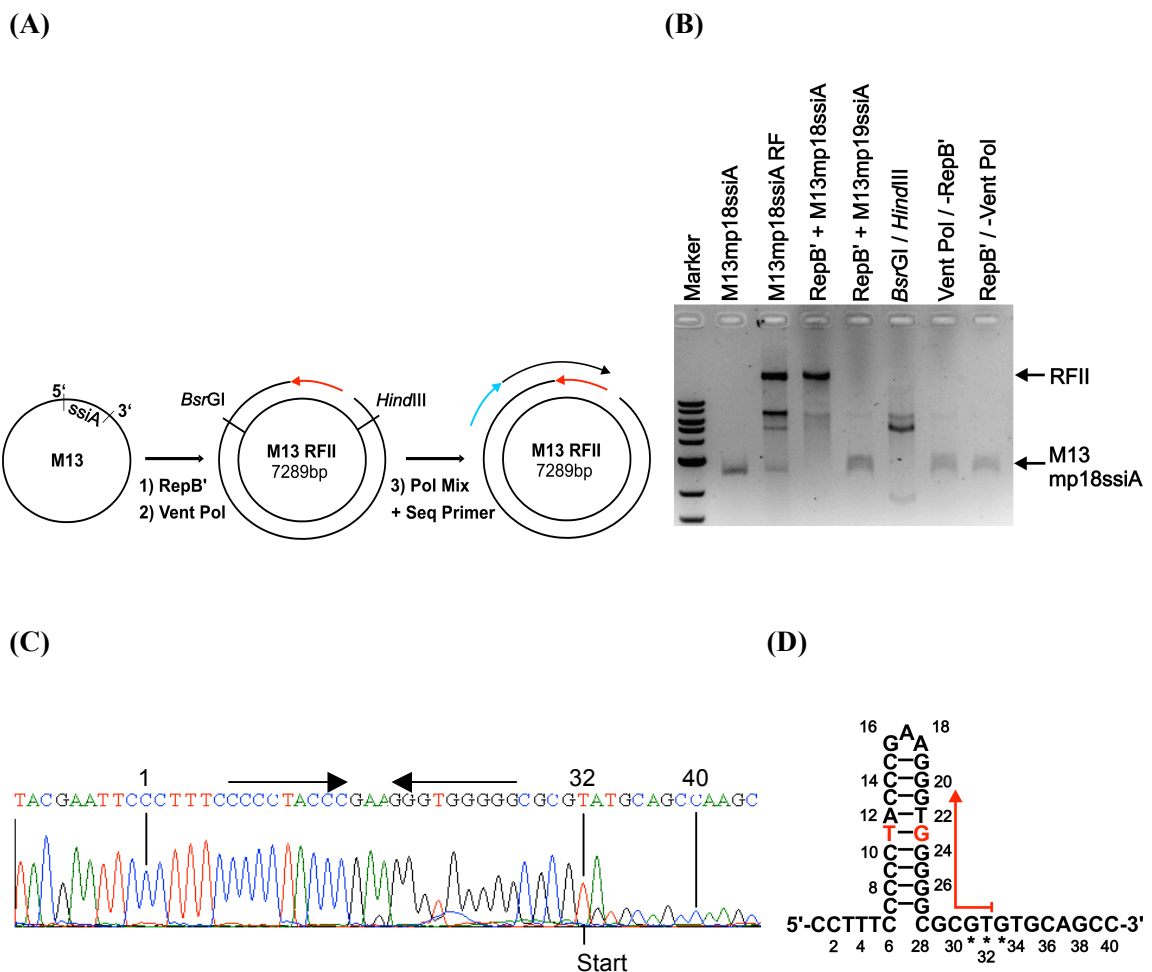 (A)
(B)
Marker
M13mp18ssiA
M13mp18ssiA RF
RepB' + M13mp18ssiA
RepB' + M13mp19ssiA
BsrGI / HindIII
Vent Pol / -RepB'
RepB' / -Vent Pol
RFII
M13
mp18ssiA
5' ssiA 3'
M13
1) RepB'
2) Vent Pol
BsrGI
HindIII
M13 RFII
7289bp
3) Pol Mix
+ Seq Primer
M13 RFII
7289bp
(C)
1 32 40
TACGAATTCCCTTTCCCCCTACCCGAAGGGTGGGGGCGCGTATGCAGCCAAGC
Start
(D)
16 A 18
G A
C G
14 C G 20
C G
12 A T 22
T G
10 C G 24
C G
8 C G 26
C G
5'-CCTTTC CGCGTGTGCAGCC-3'
2 4 6 28 30 * * * 34 36 38 40
32